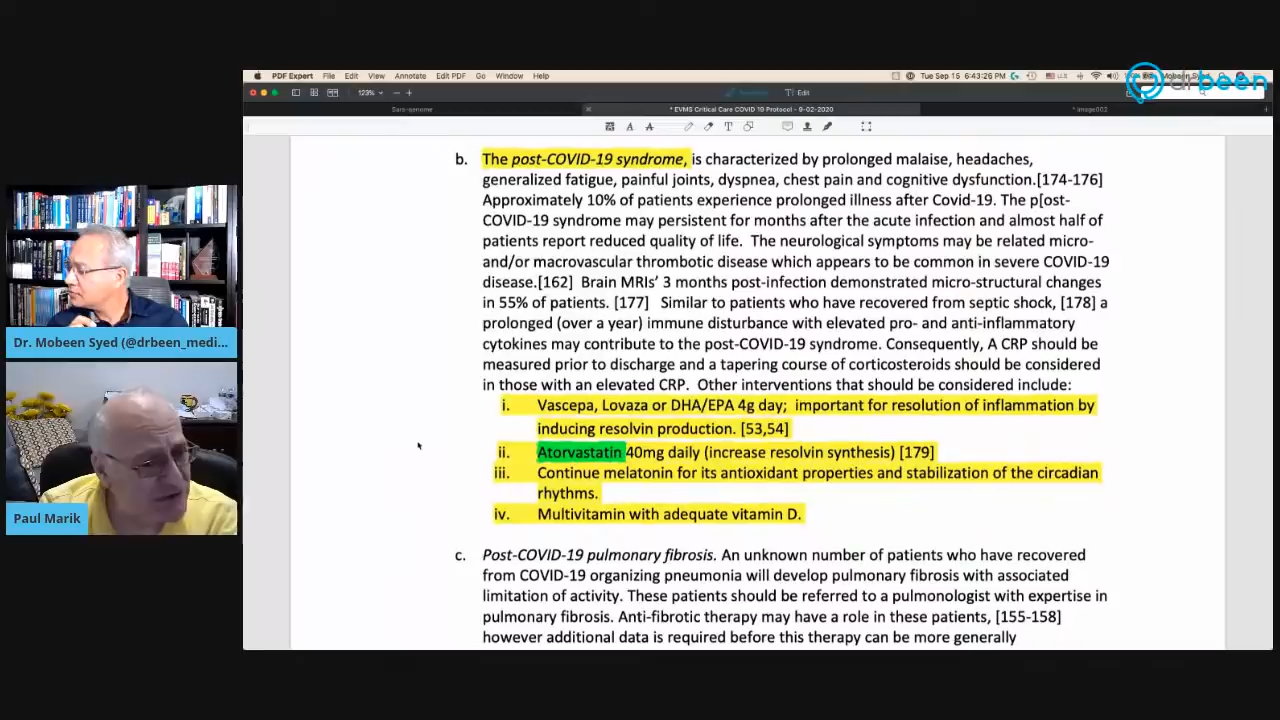 PDF Expert File Edit View Annotate Edit PDF Go Window Help
Tue Sep 15 6:43:26 PM
drbeen
123%
Edit
Sars-genome
* EVMS Critical Care COVID 19 Protocol - 9-02-2020
* image002
b. The post-COVID-19 syndrome, is characterized by prolonged malaise, headaches,
generalized fatigue, painful joints, dyspnea, chest pain and cognitive dysfunction.[174-176]
Approximately 10% of patients experience prolonged illness after Covid-19. The p[ost-
COVID-19 syndrome may persistent for months after the acute infection and almost half of
patients report reduced quality of life. The neurological symptoms may be related micro-
and/or macrovascular thrombotic disease which appears to be common in severe COVID-19
disease.[162] Brain MRIs' 3 months post-infection demonstrated micro-structural changes
in 55% of patients. [177] Similar to patients who have recovered from septic shock, [178] a
prolonged (over a year) immune disturbance with elevated pro- and anti-inflammatory
cytokines may contribute to the post-COVID-19 syndrome. Consequently, A CRP should be
measured prior to discharge and a tapering course of corticosteroids should be considered
in those with an elevated CRP. Other interventions that should be considered include:
i. Vascepa, Lovaza or DHA/EPA 4g day; important for resolution of inflammation by
inducing resolvin production. [53,54]
ii. Atorvastatin 40mg daily (increase resolvin synthesis) [179]
iii. Continue melatonin for its antioxidant properties and stabilization of the circadian
rhythms.
iv. Multivitamin with adequate vitamin D.
c. Post-COVID-19 pulmonary fibrosis. An unknown number of patients who have recovered
from COVID-19 organizing pneumonia will develop pulmonary fibrosis with associated
limitation of activity. These patients should be referred to a pulmonologist with expertise in
pulmonary fibrosis. Anti-fibrotic therapy may have a role in these patients, [155-158]
however additional data is required before this therapy can be more generally
Dr. Mobeen Syed (@drbeen_medi...
Paul Marik